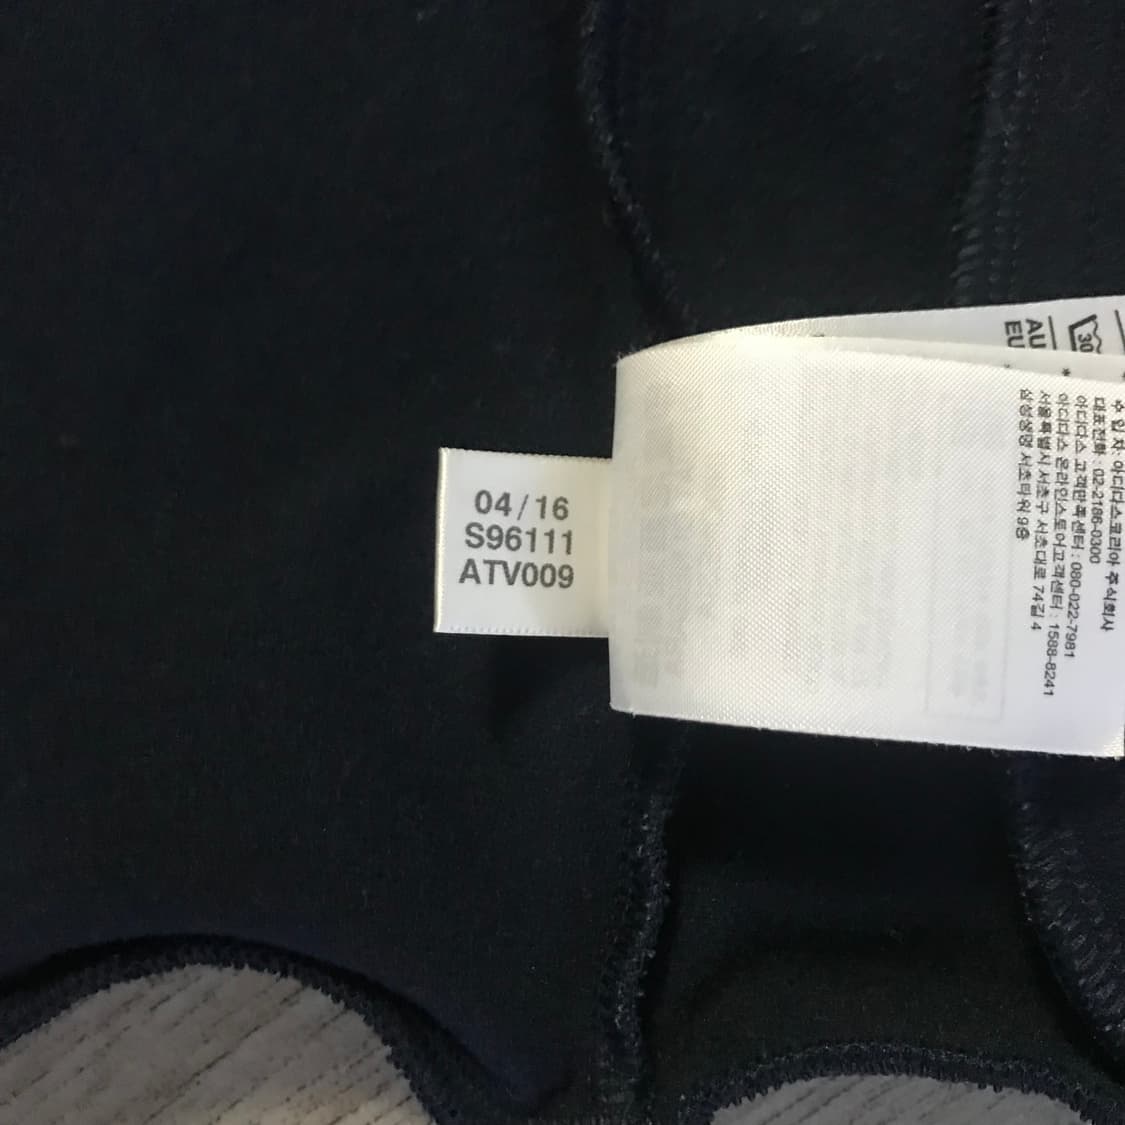 04/16
S96111
ATV009
수 입 자: 아디다스코리아 주식회사
대표전화 : 02-2186-0300
아디다스 고객만족센터 : 080-022-7981
아디다스 온라인스토어고객센터 : 1588-8241
서울특별시 서초구 서초대로 74길 4
삼성생명 서초타워 9층
30
AU
EU